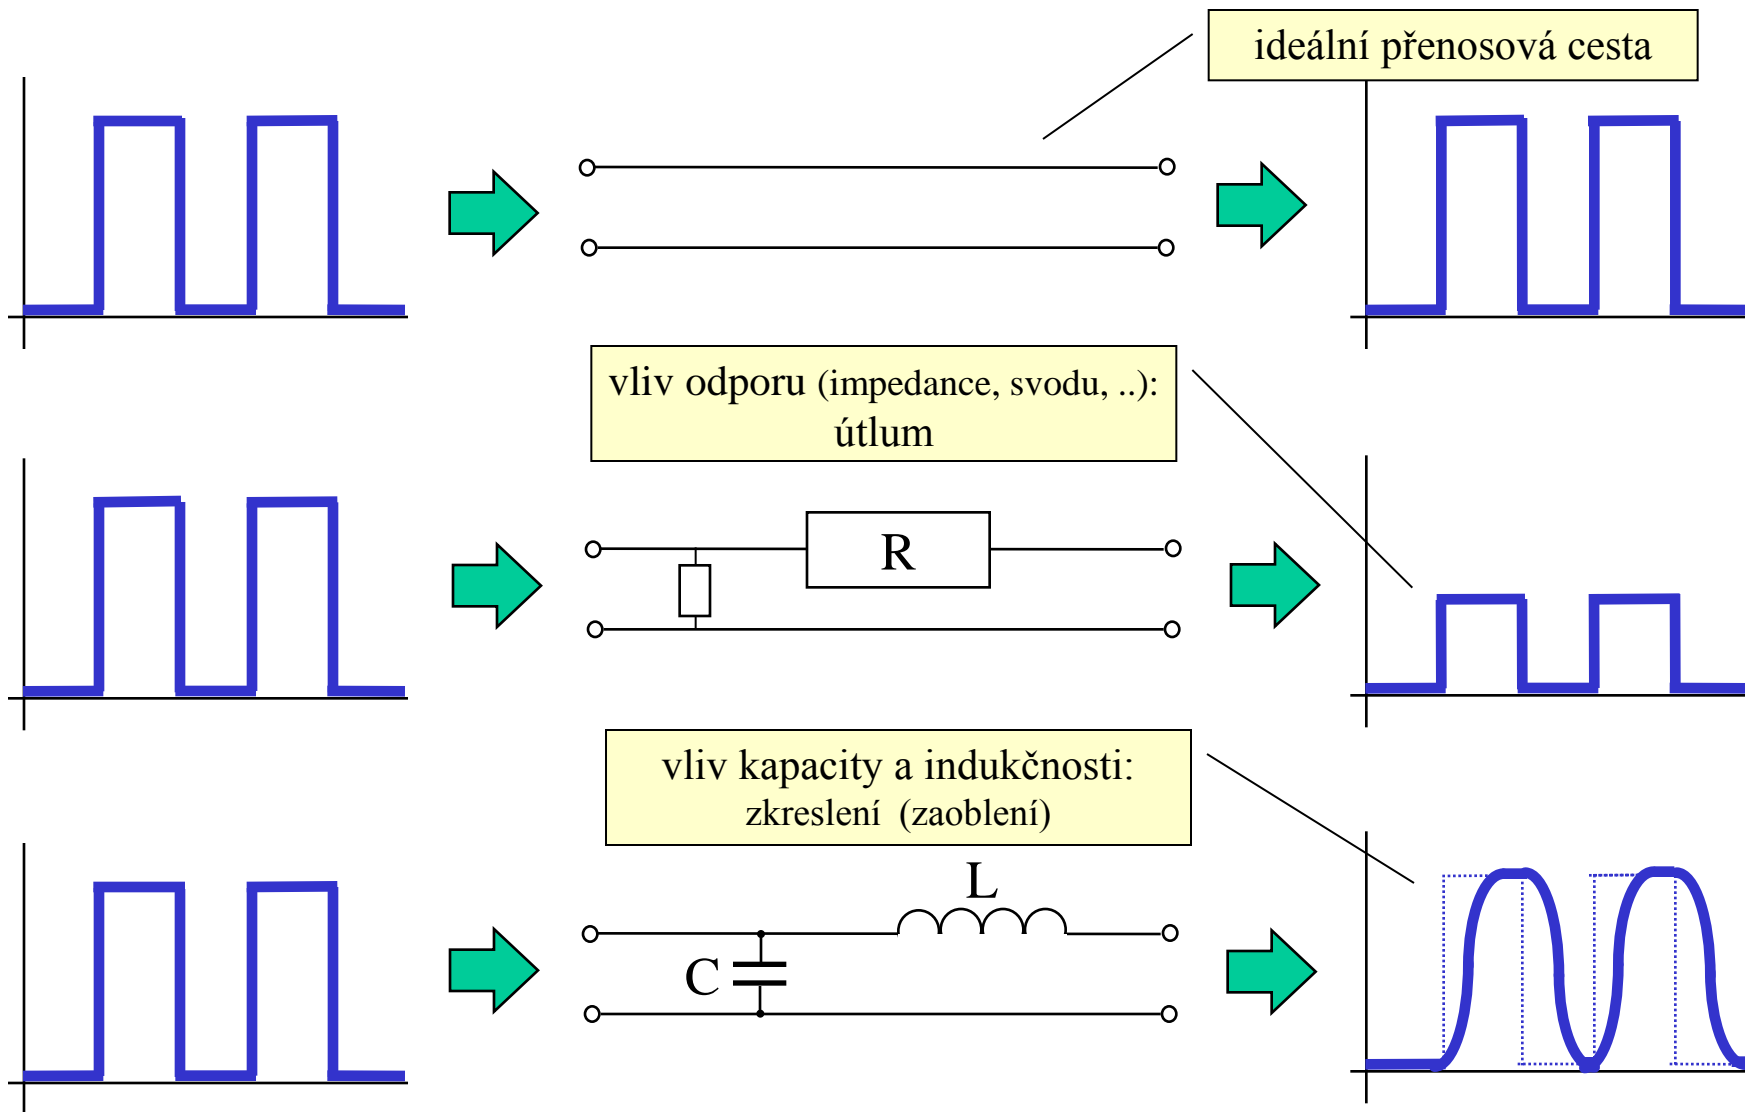 ideální přenosová cesta
vliv odporu (impedance, svodu, ..):
útlum
R
vliv kapacity a indukčnosti:
zkreslení (zaoblení)
L
C